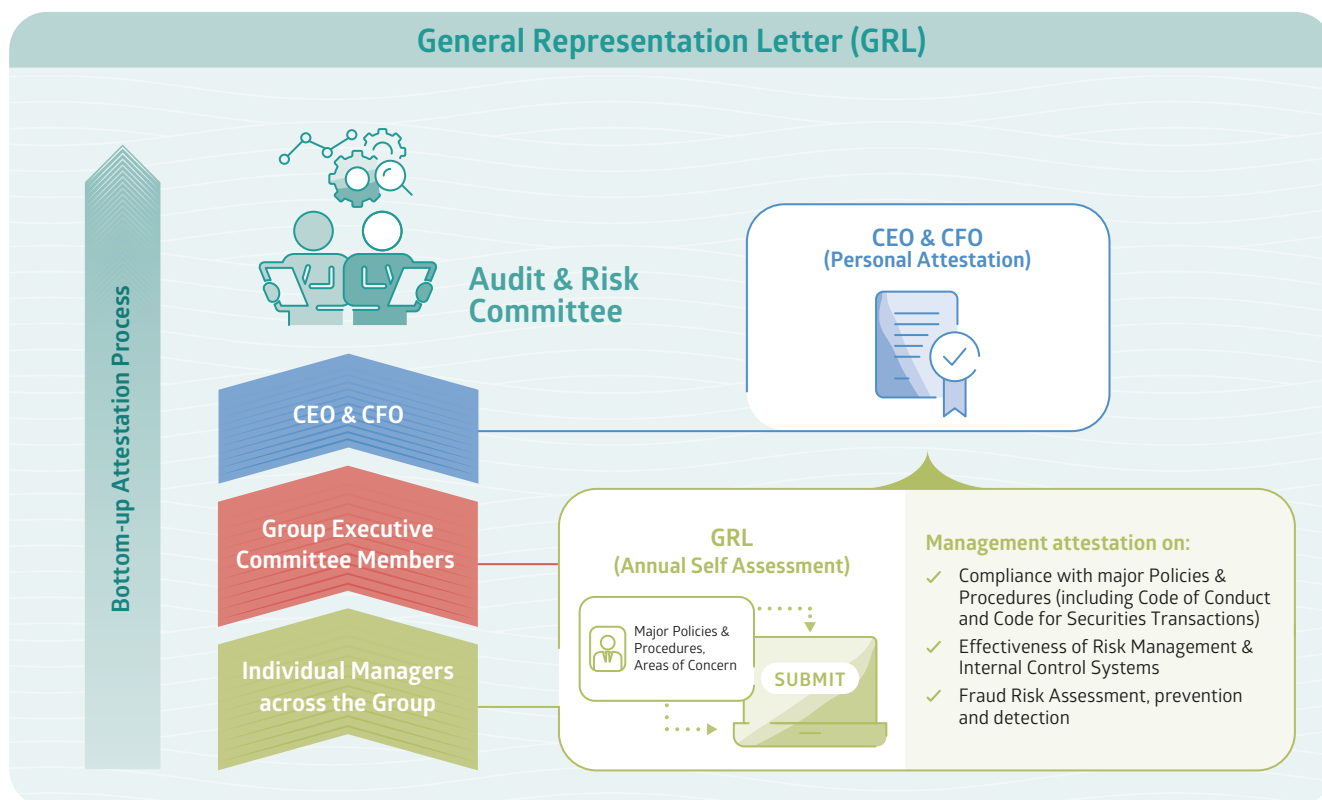 General Representation Letter (GRL)
Bottom-up Attestation Process
Audit & Risk
Committee
CEO & CFO
Group Executive
Committee Members
Individual Managers
across the Group
CEO & CFO
(Personal Attestation)
GRL
(Annual Self Assessment)
Major Policies &
Procedures,
Areas of Concern
SUBMIT
Management attestation on:
Compliance with major Policies &
Procedures (including Code of Conduct
and Code for Securities Transactions)
Effectiveness of Risk Management &
Internal Control Systems
Fraud Risk Assessment, prevention
and detection